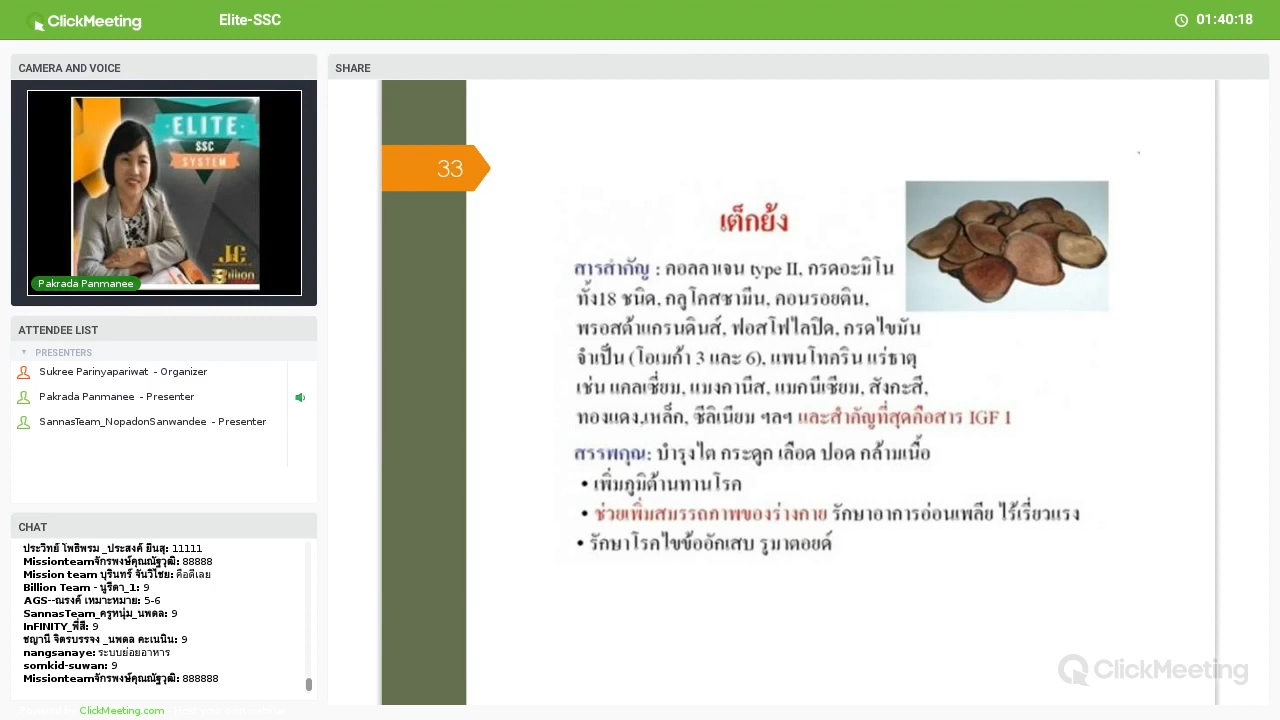 ClickMeeting
Elite-SSC
01:40:18
CAMERA AND VOICE
ELITE
SSC
SYSTEM
Billion
Pakrada Panmanee
ATTENDEE LIST
PRESENTERS
Sukree Parinyapariwat - Organizer
Pakrada Panmanee - Presenter
SannasTeam_NopadonSanwandee - Presenter
CHAT
ประวิทย์ โพธิพรม _ประสงค์ ยืนสุ: 11111
Missionteamจักรพงษ์คุณณัฐวุฒิ: 88888
Mission team บุรินทร์ จันวิไชย: คือดีเลย
Billion Team - นูรีดา_1: 9
AGS--ณรงค์ เหมาะหมาย: 5-6
SannasTeam_ครูหนุ่ม_นพดล: 9
InFINITY_พี่สี: 9
ชญานี จิตรบรรจง _นพดล คะเนนิน: 9
nangsanaye: ระบบย่อยอาหาร
somkid-suwan: 9
Missionteamจักรพงษ์คุณณัฐวุฒิ: 888888
ClickMeeting.com
SHARE
33
เต็กย้ง
สารสำคัญ : คอลลาเจน type II, กรดอะมิโน
ทั้ง18 ชนิด, กลูโคสซามีน, คอนรอยติน,
พรอสต้าแกรนดินส์, ฟอสโฟไลปิด, กรดไขมัน
จำเป็น (โอเมก้า 3 และ 6), แพนโทคริน แร่ธาตุ
เช่น แคลเซี่ยม, แมงกานีส, แมกนีเซียม, สังกะสี,
ทองแดง,เหล็ก, ซีลิเนียม ฯลฯ และสำคัญที่สุดคือสาร IGF 1
สรรพกุณ: บำรุงไต กระดูก เลือด ปอด กล้ามเนื้อ
• เพิ่มภูมิต้านทานโรค
• ช่วยเพิ่มสมรรถภาพของร่างกาย รักษาอาการอ่อนเพลีย ไร้เรี่ยวแรง
• รักษาโรคไขข้ออักเสบ รูมาตอยด์
ClickMeeting